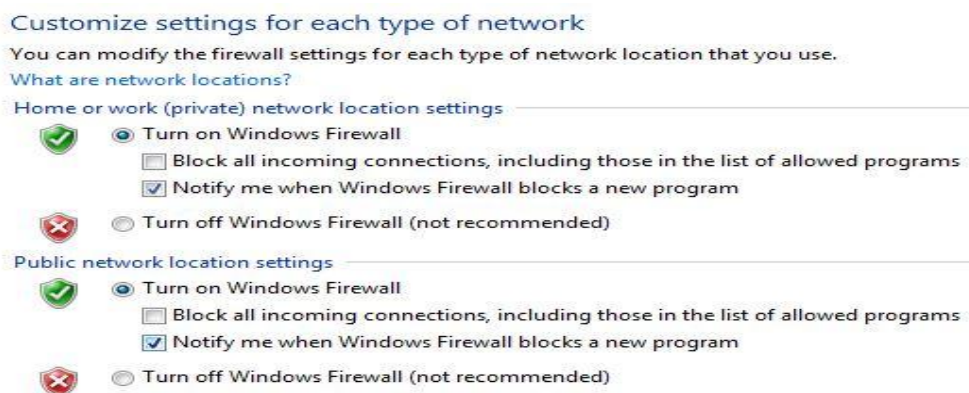 Customize settings for each type of network
You can modify the firewall settings for each type of network location that you use.
What are network locations?
Home or work (private) network location settings
Turn on Windows Firewall
Block all incoming connections, including those in the list of allowed programs
Notify me when Windows Firewall blocks a new program
Turn off Windows Firewall (not recommended)
Public network location settings
Turn on Windows Firewall
Block all incoming connections, including those in the list of allowed programs
Notify me when Windows Firewall blocks a new program
Turn off Windows Firewall (not recommended)